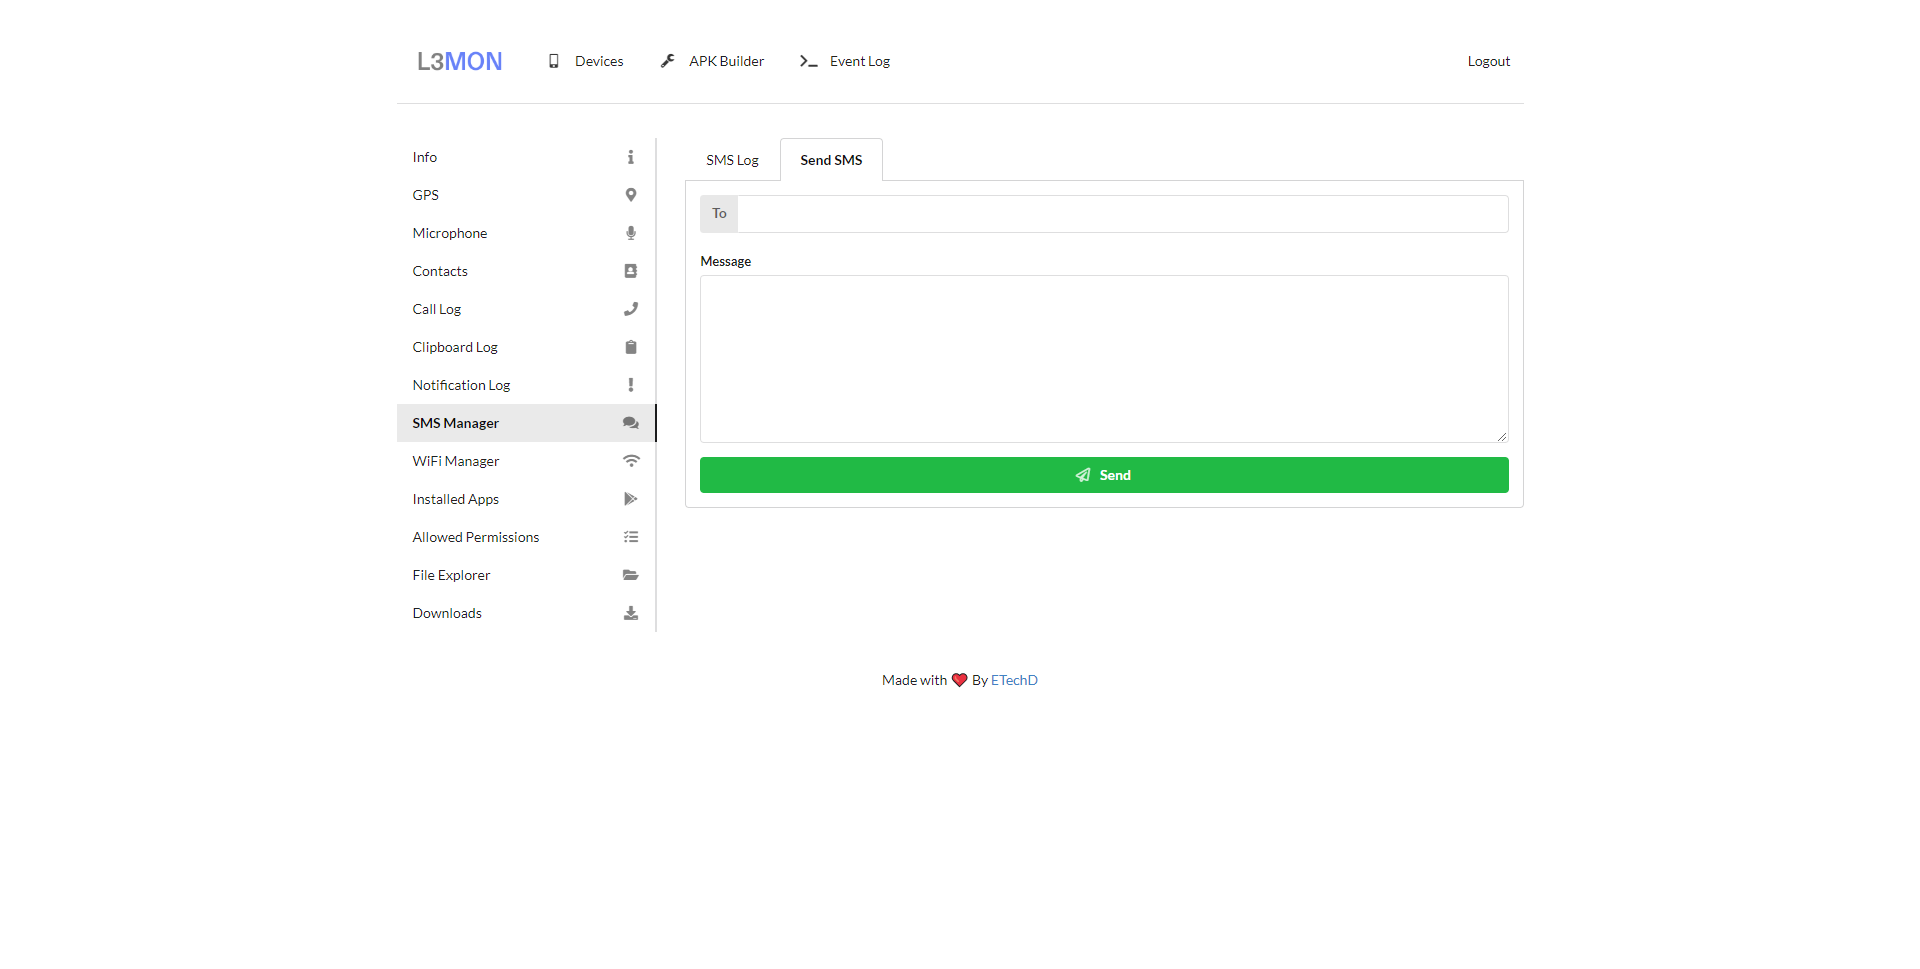 L3MON
Devices
APK Builder
Event Log
Logout
Info
GPS
Microphone
Contacts
Call Log
Clipboard Log
Notification Log
SMS Manager
WiFi Manager
Installed Apps
Allowed Permissions
File Explorer
Downloads
SMS Log
Send SMS
To
Message
Send
Made with ❤️ By ETechD